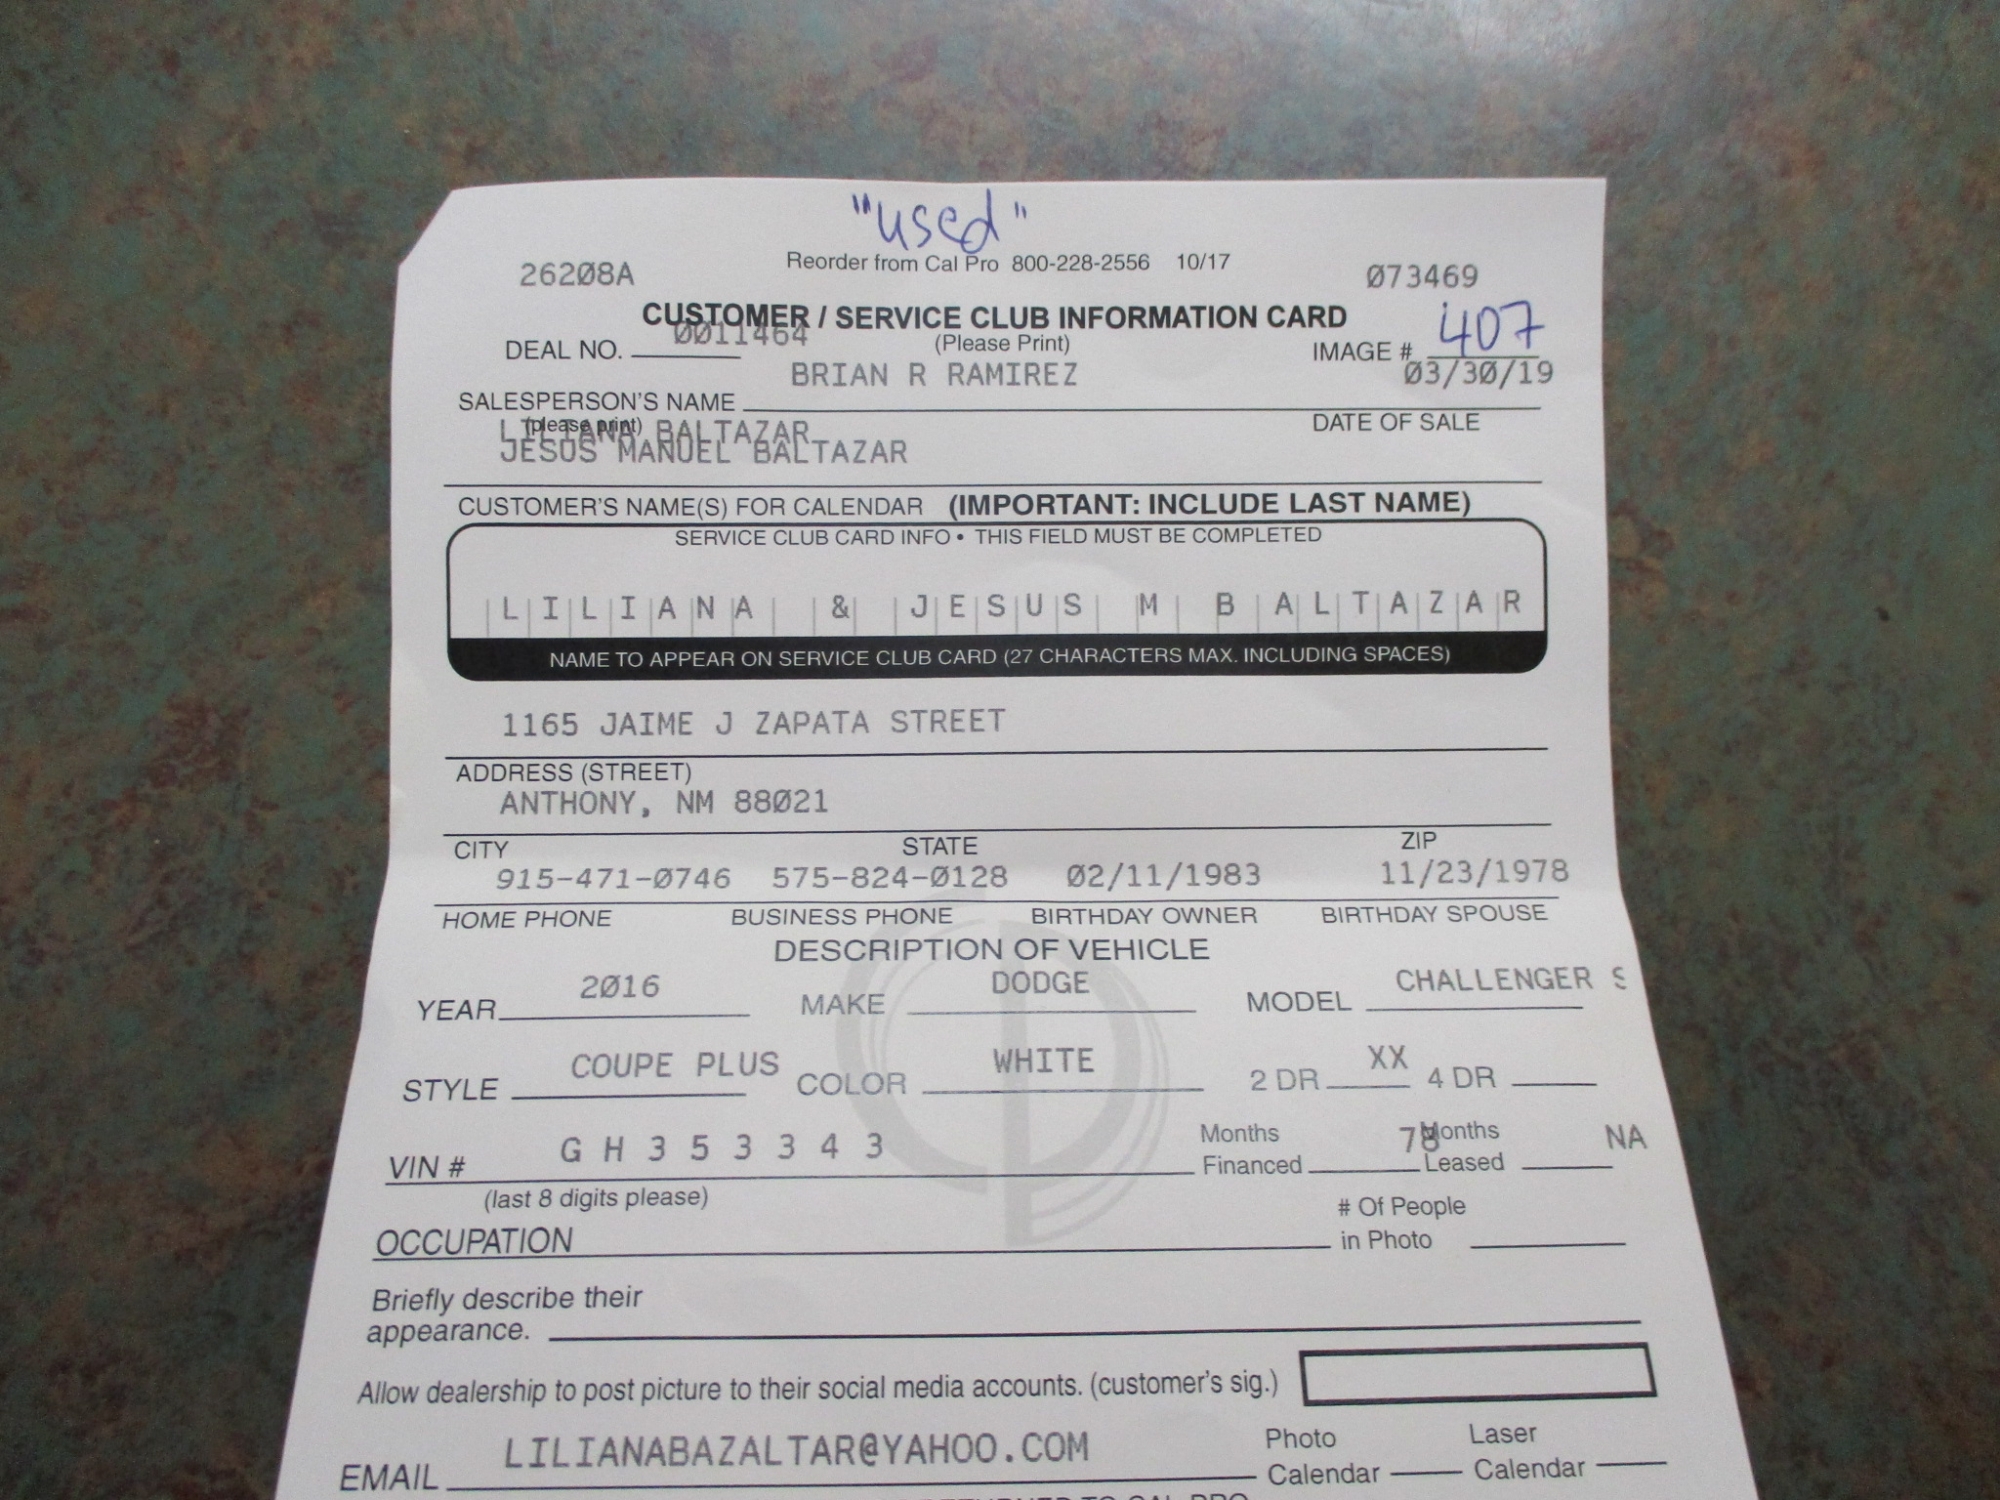 "used"
Reorder from Cal Pro 800-228-2556 10/17
26208A 073469
CUSTOMER / SERVICE CLUB INFORMATION CARD
(Please Print)
DEAL NO. 0011464 IMAGE # 407
BRIAN R RAMIREZ 03/30/19
SALESPERSON'S NAME
(please print) DATE OF SALE
LILIANA BALTAZAR
JESUS MANUEL BALTAZAR
CUSTOMER'S NAME(S) FOR CALENDAR (IMPORTANT: INCLUDE LAST NAME)
SERVICE CLUB CARD INFO • THIS FIELD MUST BE COMPLETED
LILIANA & JESUS M BALTAZAR
NAME TO APPEAR ON SERVICE CLUB CARD (27 CHARACTERS MAX. INCLUDING SPACES)
1165 JAIME J ZAPATA STREET
ADDRESS (STREET)
ANTHONY, NM 88021
CITY STATE ZIP
915-471-0746 575-824-0128 02/11/1983 11/23/1978
HOME PHONE BUSINESS PHONE BIRTHDAY OWNER BIRTHDAY SPOUSE
DESCRIPTION OF VEHICLE
YEAR 2016 MAKE DODGE MODEL CHALLENGER S
STYLE COUPE PLUS COLOR WHITE 2 DR XX 4 DR
VIN # G H 3 5 3 3 4 3 Months Financed 78 Months Leased NA
(last 8 digits please)
OCCUPATION # Of People in Photo
Briefly describe their
appearance.
Allow dealership to post picture to their social media accounts. (customer's sig.)
EMAIL LILIANABAZALTAR@YAHOO.COM Photo Calendar Laser Calendar